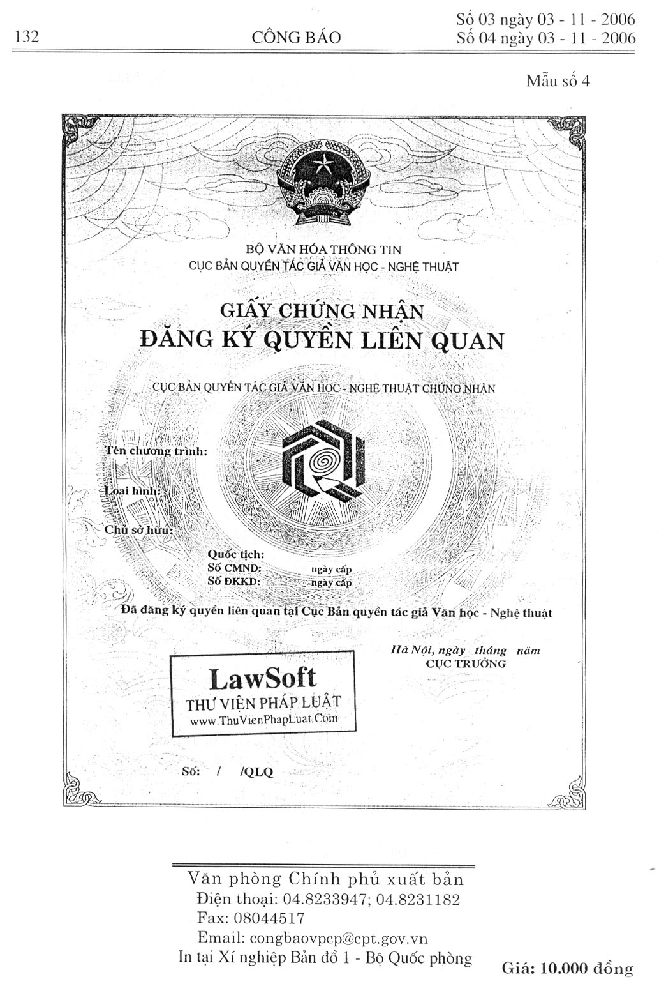 Số 03 ngày 03 - 11 - 2006
132 CÔNG BÁO Số 04 ngày 03 - 11 - 2006
Mẫu số 4
BỘ VĂN HÓA THÔNG TIN
CỤC BẢN QUYỀN TÁC GIẢ VĂN HỌC - NGHỆ THUẬT
GIẤY CHỨNG NHẬN
ĐĂNG KÝ QUYỀN LIÊN QUAN
CỤC BẢN QUYỀN TÁC GIẢ VĂN HỌC - NGHỆ THUẬT CHỨNG NHẬN
Tên chương trình:
Loại hình:
Chủ sở hữu:
Quốc tịch:
Số CMND: ngày cấp
Số ĐKKD: ngày cấp
Đã đăng ký quyền liên quan tại Cục Bản quyền tác giả Văn học - Nghệ thuật
Hà Nội, ngày tháng năm
CỤC TRƯỞNG
LawSoft
THƯ VIỆN PHÁP LUẬT
www.ThuVienPhapLuat.Com
Số: / /QLQ
Văn phòng Chính phủ xuất bản
Điện thoại: 04.8233947; 04.8231182
Fax: 08044517
Email: congbaovpcp@cpt.gov.vn
In tại Xí nghiệp Bản đồ 1 - Bộ Quốc phòng
Giá: 10.000 đồng